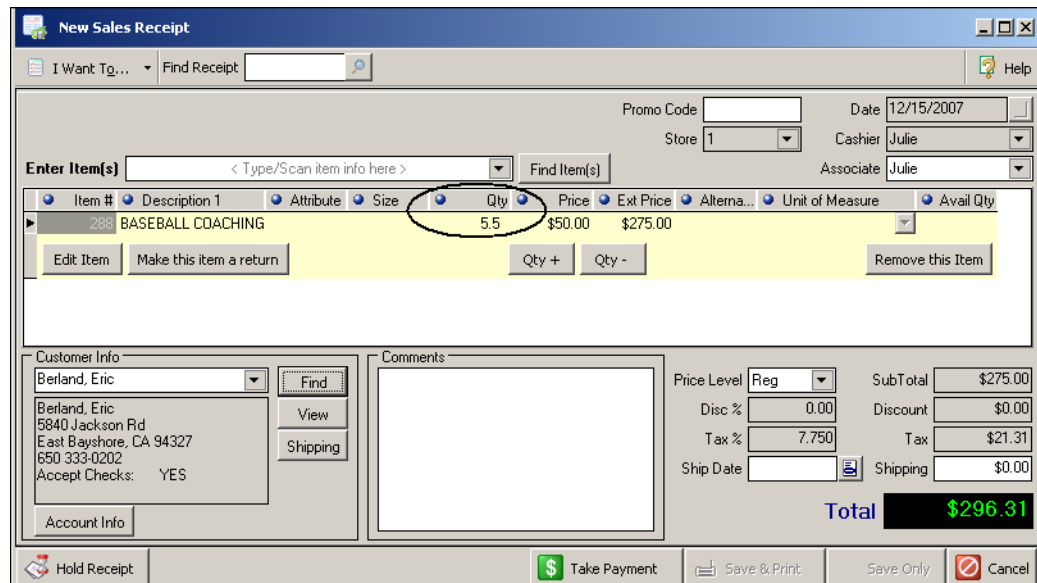 New Sales Receipt
I Want To... Find Receipt Help
Promo Code Date 12/15/2007
Store 1 Cashier Julie
Enter Item(s) < Type/Scan item info here > Find Item(s) Associate Julie
Item # Description 1 Attribute Size Qty Price Ext Price Alterna... Unit of Measure Avail Qty
288 BASEBALL COACHING 5.5 $50.00 $275.00
Edit Item Make this item a return Qty + Qty - Remove this Item
Customer Info
Berland, Eric Find
Berland, Eric
5840 Jackson Rd
East Bayshore, CA 94327
650 333-0202
Accept Checks: YES
View
Shipping
Account Info
Comments
Price Level Reg SubTotal $275.00
Disc % 0.00 Discount $0.00
Tax % 7.750 Tax $21.31
Ship Date Shipping $0.00
Total $296.31
Hold Receipt $ Take Payment Save & Print Save Only Cancel